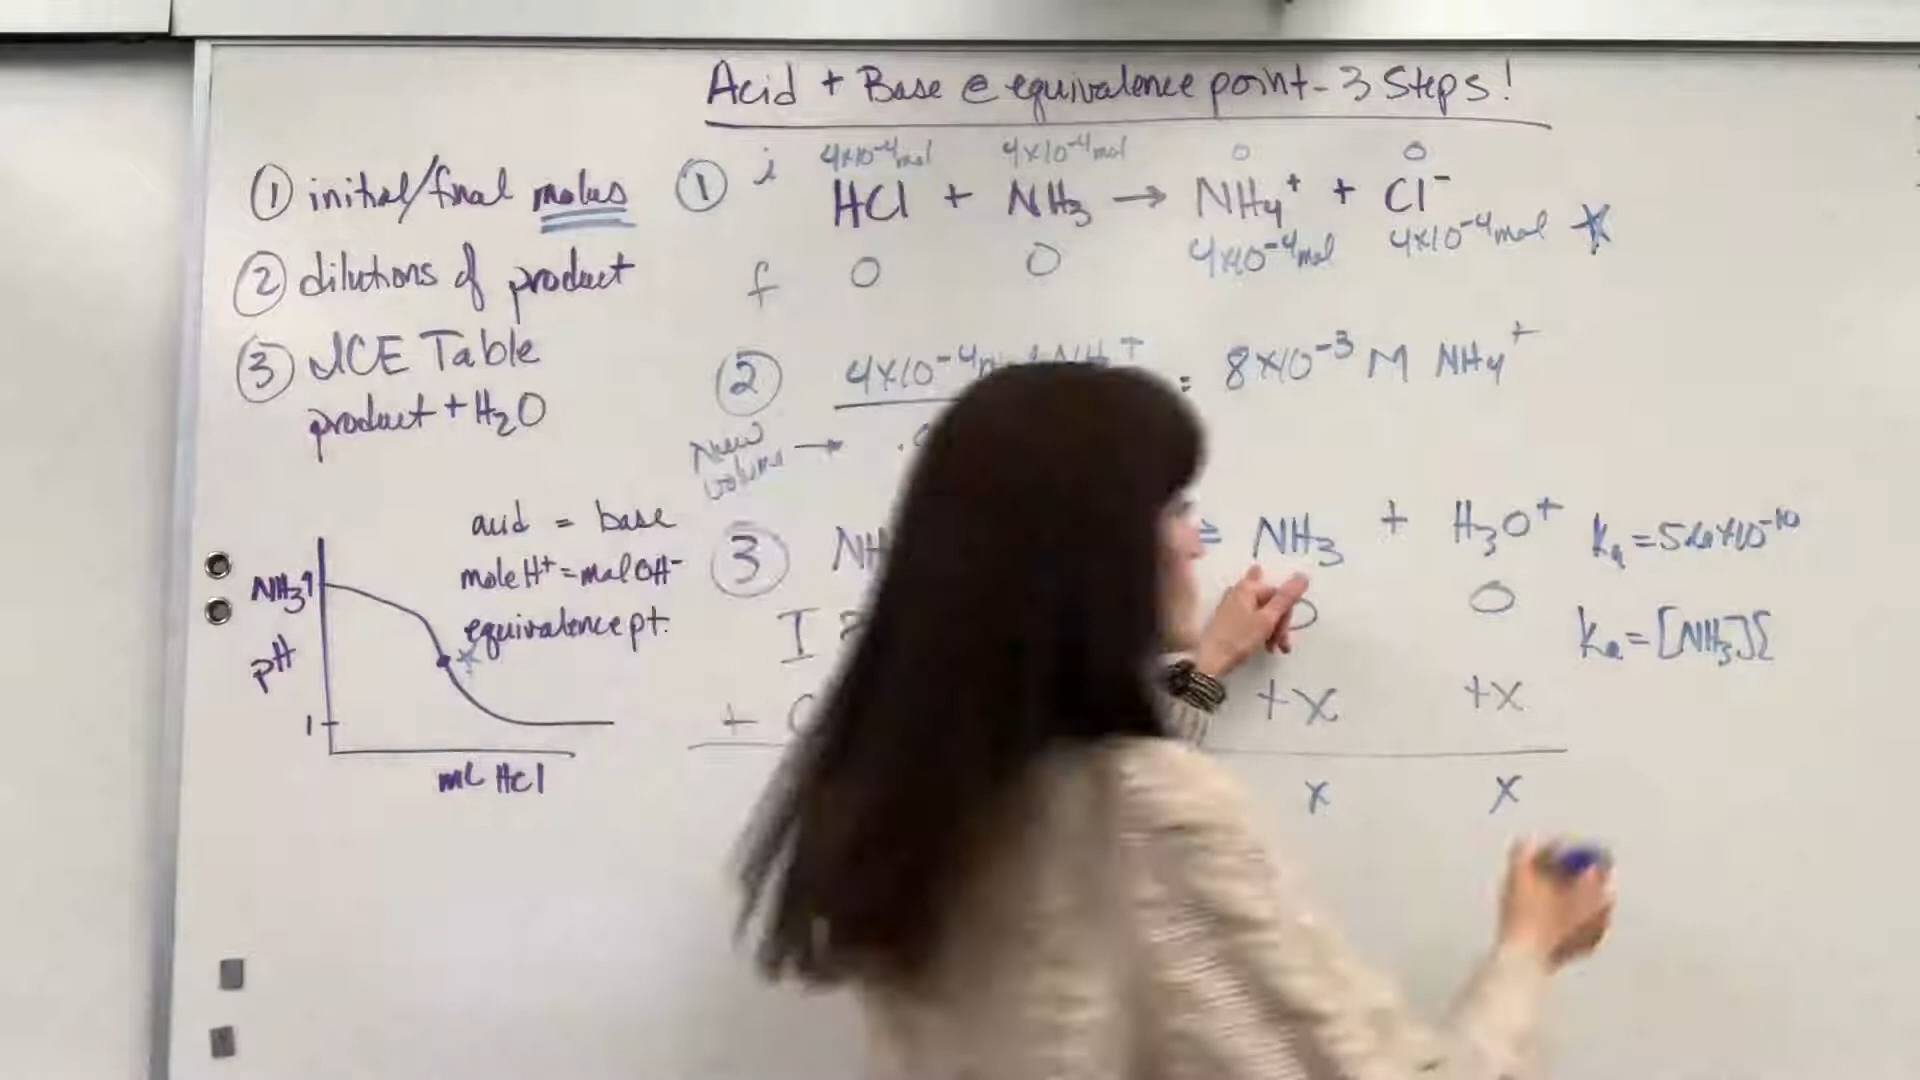 Acid + Base @ equivalence point - 3 Steps!
① initial/final moles
② dilutions of product
③ ICE Table
product + H2O
① i 4x10⁻⁴mol 4x10⁻⁴mol 0 0
HCl + NH3 → NH4⁺ + Cl⁻
f 0 0 4x10⁻⁴mol 4x10⁻⁴mol
② 4x10⁻⁴ = 8x10⁻³ M NH4⁺
New volume →
acid = base
mole H⁺ = mol OH⁻
equivalence pt.
NH3
pH
1
mL HCl
③ NH ⇌ NH3 + H3O⁺ Ka = 5.6x10⁻¹⁰
I 0 0 Ka = [NH3][
+ C +x +x
x x